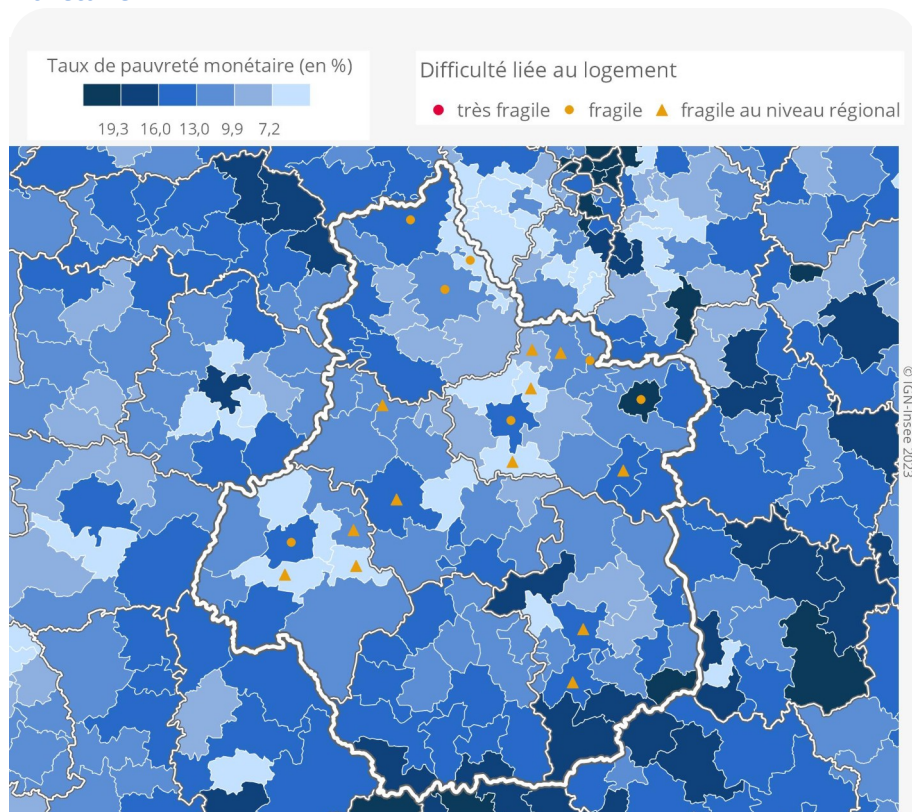 Taux de pauvreté monétaire (en %)
19,3 16,0 13,0 9,9 7,2
Difficulté liée au logement
très fragile fragile fragile au niveau régional
© IGN-Insee 2023